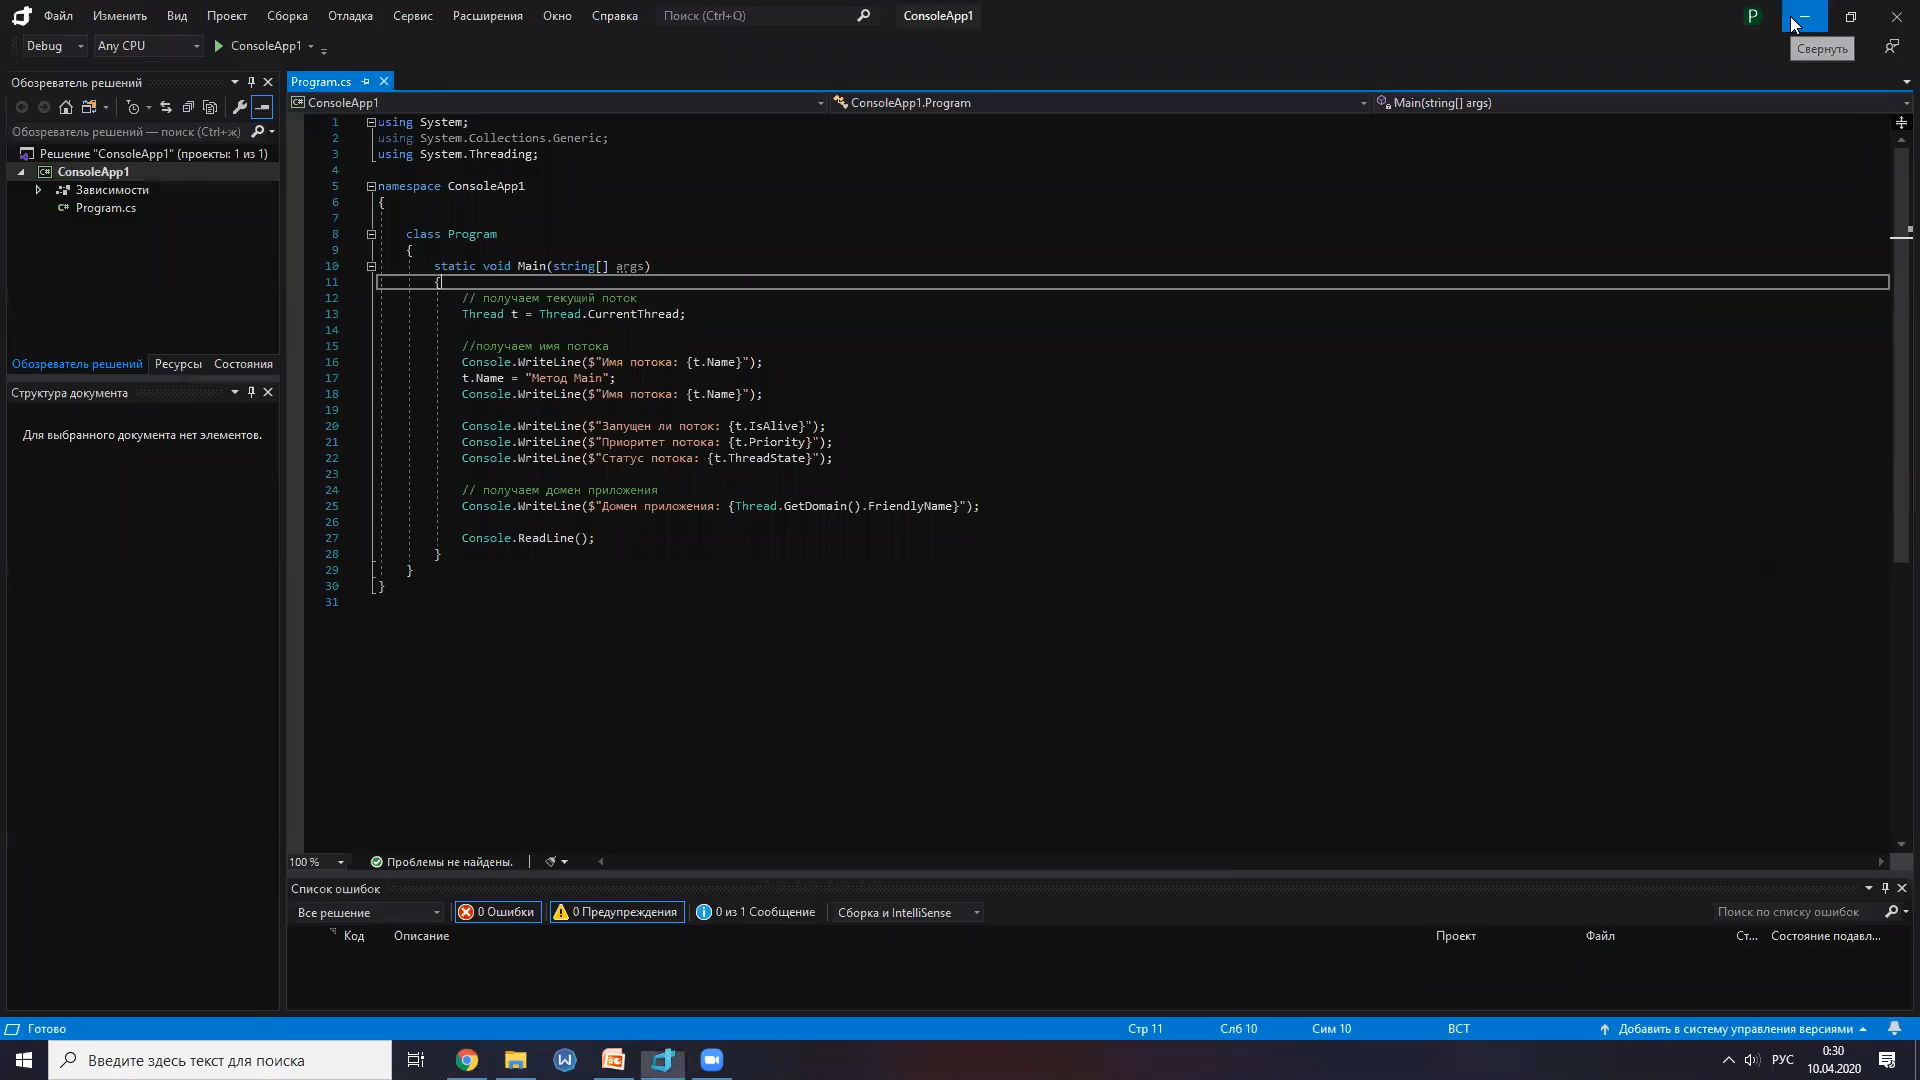 Файл Изменить Вид Проект Сборка Отладка Сервис Расширения Окно Справка Поиск (Ctrl+Q) ConsoleApp1 P
Debug Any CPU ConsoleApp1 Свернуть
Обозреватель решений
Обозреватель решений — поиск (Ctrl+ж)
Решение "ConsoleApp1" (проекты: 1 из 1)
ConsoleApp1
Зависимости
Program.cs
Обозреватель решений Ресурсы Состояния
Структура документа
Для выбранного документа нет элементов.
Program.cs
ConsoleApp1 ConsoleApp1.Program Main(string[] args)
1 using System;
2 using System.Collections.Generic;
3 using System.Threading;
4
5 namespace ConsoleApp1
6 {
7
8 class Program
9 {
10 static void Main(string[] args)
11 {
12 // получаем текущий поток
13 Thread t = Thread.CurrentThread;
14
15 //получаем имя потока
16 Console.WriteLine($"Имя потока: {t.Name}");
17 t.Name = "Метод Main";
18 Console.WriteLine($"Имя потока: {t.Name}");
19
20 Console.WriteLine($"Запущен ли поток: {t.IsAlive}");
21 Console.WriteLine($"Приоритет потока: {t.Priority}");
22 Console.WriteLine($"Статус потока: {t.ThreadState}");
23
24 // получаем домен приложения
25 Console.WriteLine($"Домен приложения: {Thread.GetDomain().FriendlyName}");
26
27 Console.ReadLine();
28 }
29 }
30 }
31
100 % Проблемы не найдены.
Список ошибок
Все решение 0 Ошибки 0 Предупреждения 0 из 1 Сообщение Сборка и IntelliSense Поиск по списку ошибок
Код Описание Проект Файл Ст... Состояние подавл...
Готово Стр 11 Слб 10 Сим 10 ВСТ Добавить в систему управления версиями
Введите здесь текст для поиска РУС 0:30
10.04.2020